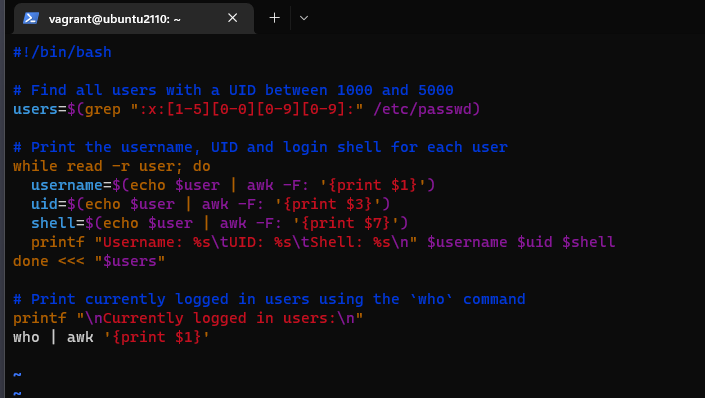 vagrant@ubuntu2110: ~
#!/bin/bash
# Find all users with a UID between 1000 and 5000
users=$(grep ":x:[1-5][0-0][0-9][0-9]:" /etc/passwd)
# Print the username, UID and login shell for each user
while read -r user; do
  username=$(echo $user | awk -F: '{print $1}')
  uid=$(echo $user | awk -F: '{print $3}')
  shell=$(echo $user | awk -F: '{print $7}')
  printf "Username: %s\tUID: %s\tShell: %s\n" $username $uid $shell
done <<< "$users"
# Print currently logged in users using the `who` command
printf "\nCurrently logged in users:\n"
who | awk '{print $1}'
~
~